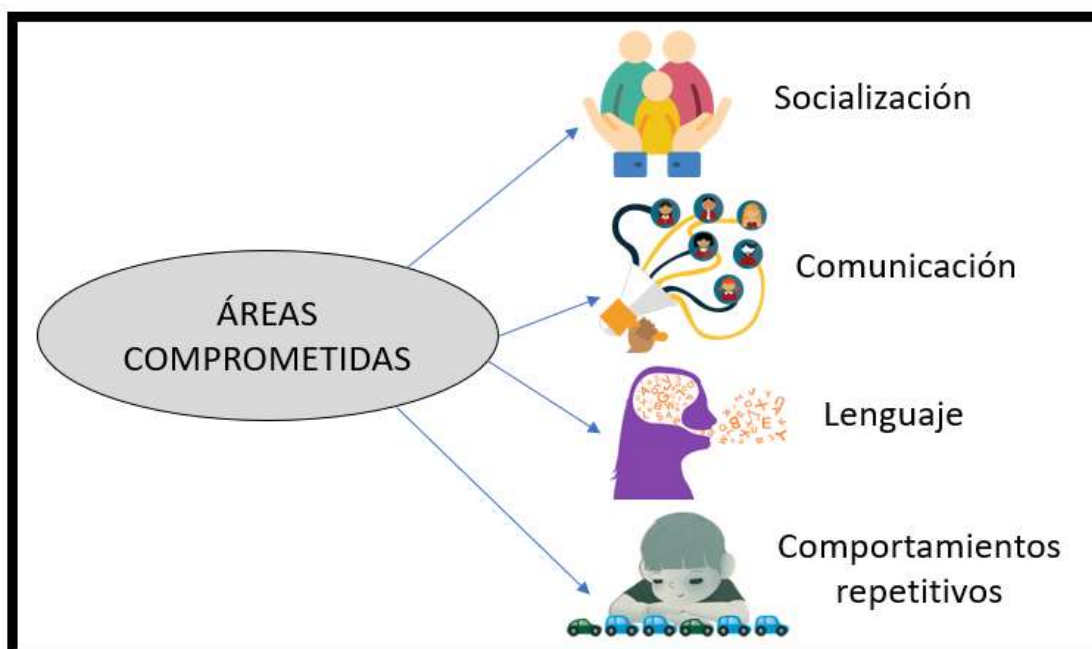 ÁREAS
COMPROMETIDAS
Socialización
Comunicación
Lenguaje
Comportamientos
repetitivos